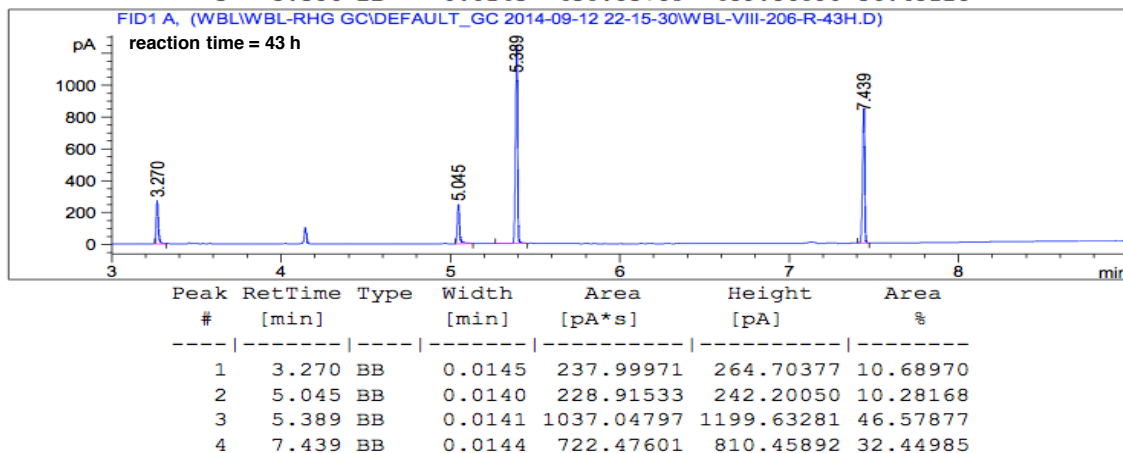 FID1 A, (WBL\WBL-RHG GC\DEFAULT_GC 2014-09-12 22-15-30\WBL-VIII-206-R-43H.D)
pA
reaction time = 43 h
1000
800
600
400
200
0
3.270
5.045
5.389
7.439
3 4 5 6 7 8 min
Peak RetTime Type Width Area Height Area
# [min] [min] [pA*s] [pA] %
----|-------|----|-------|----------|----------|--------
1 3.270 BB 0.0145 237.99971 264.70377 10.68970
2 5.045 BB 0.0140 228.91533 242.20050 10.28168
3 5.389 BB 0.0141 1037.04797 1199.63281 46.57877
4 7.439 BB 0.0144 722.47601 810.45892 32.44985